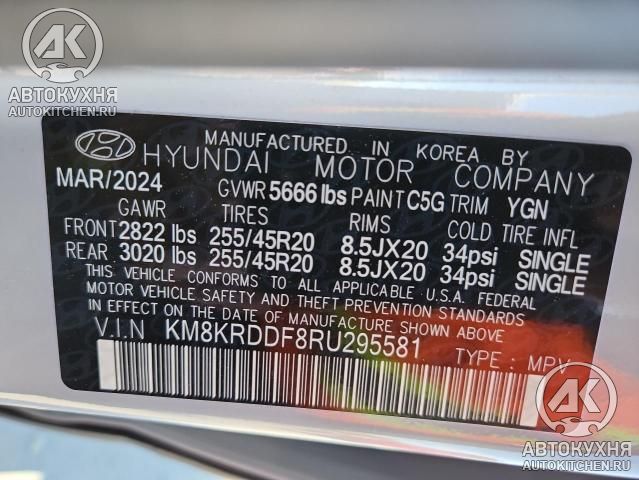 AK
АВТОКУХНЯ
AUTOKITCHEN.RU
MANUFACTURED IN KOREA BY
HYUNDAI MOTOR COMPANY
MAR/2024 GVWR 5666 lbs PAINT C5G TRIM YGN
GAWR TIRES RIMS COLD TIRE INFL
FRONT 2822 lbs 255/45R20 8.5JX20 34psi SINGLE
REAR 3020 lbs 255/45R20 8.5JX20 34psi SINGLE
THIS VEHICLE CONFORMS TO ALL APPLICABLE U.S.A. FEDERAL
MOTOR VEHICLE SAFETY AND THEFT PREVENTION STANDARDS
IN EFFECT ON THE DATE OF MANUFACTURE SHOWN ABOVE.
V.I.N KM8KRDDF8RU295581
TYPE : MPV
AK
АВТОКУХНЯ
AUTOKITCHEN.RU